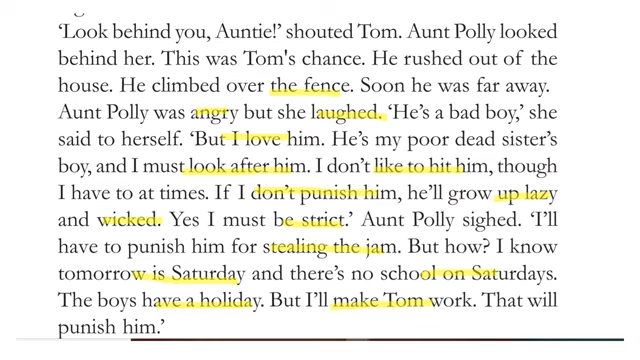 ‘Look behind you, Auntie!’ shouted Tom. Aunt Polly looked
behind her. This was Tom's chance. He rushed out of the
house. He climbed over the fence. Soon he was far away.
Aunt Polly was angry but she laughed. ‘He’s a bad boy,’ she
said to herself. ‘But I love him. He’s my poor dead sister’s
boy, and I must look after him. I don’t like to hit him, though
I have to at times. If I don’t punish him, he’ll grow up lazy
and wicked. Yes I must be strict.’ Aunt Polly sighed. ‘I’ll
have to punish him for stealing the jam. But how? I know
tomorrow is Saturday and there’s no school on Saturdays.
The boys have a holiday. But I’ll make Tom work. That will
punish him.’